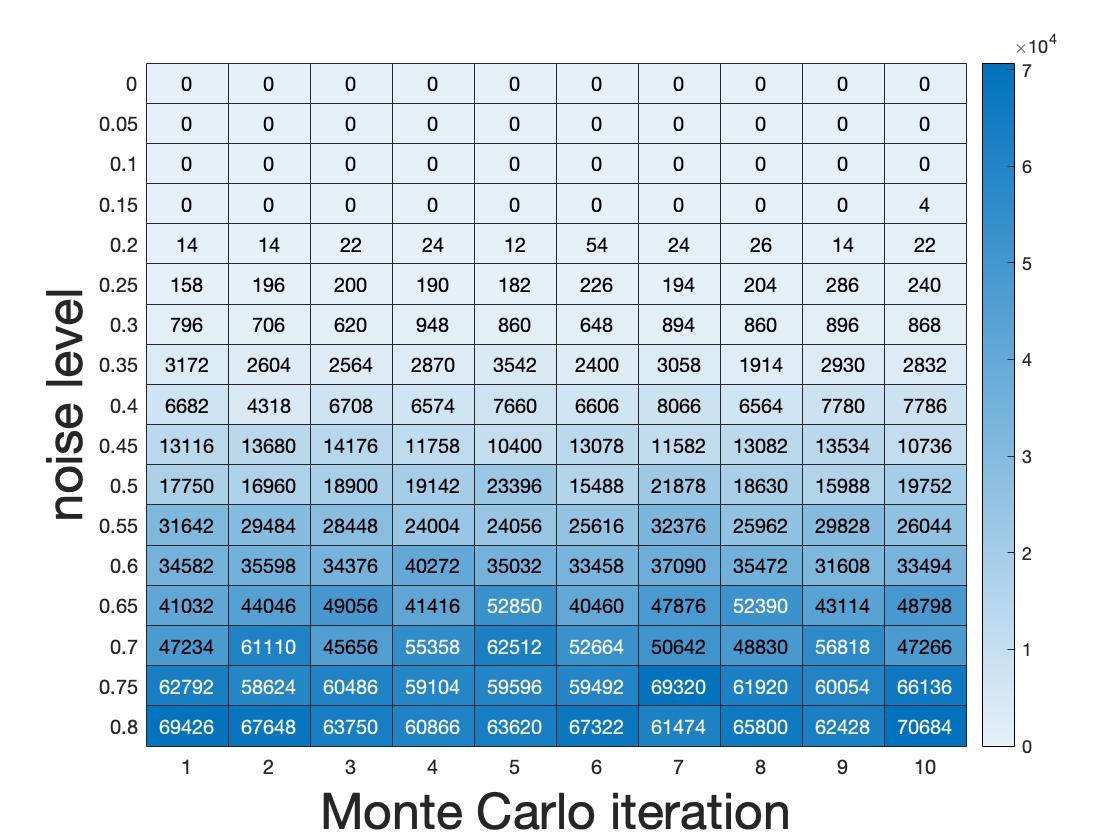 ×10⁴
0 0 0 0 0 0 0 0 0 0 0 7
0.05 0 0 0 0 0 0 0 0 0 0
0.1 0 0 0 0 0 0 0 0 0 0 6
0.15 0 0 0 0 0 0 0 0 0 4
0.2 14 14 22 24 12 54 24 26 14 22
0.25 158 196 200 190 182 226 194 204 286 240 5
0.3 796 706 620 948 860 648 894 860 896 868
0.35 3172 2604 2564 2870 3542 2400 3058 1914 2930 2832 4
0.4 6682 4318 6708 6574 7660 6606 8066 6564 7780 7786
0.45 13116 13680 14176 11758 10400 13078 11582 13082 13534 10736 3
0.5 17750 16960 18900 19142 23396 15488 21878 18630 15988 19752
0.55 31642 29484 28448 24004 24056 25616 32376 25962 29828 26044 2
0.6 34582 35598 34376 40272 35032 33458 37090 35472 31608 33494
0.65 41032 44046 49056 41416 52850 40460 47876 52390 43114 48798
0.7 47234 61110 45656 55358 62512 52664 50642 48830 56818 47266 1
0.75 62792 58624 60486 59104 59596 59492 69320 61920 60054 66136
0.8 69426 67648 63750 60866 63620 67322 61474 65800 62428 70684 0
1 2 3 4 5 6 7 8 9 10
noise level
Monte Carlo iteration